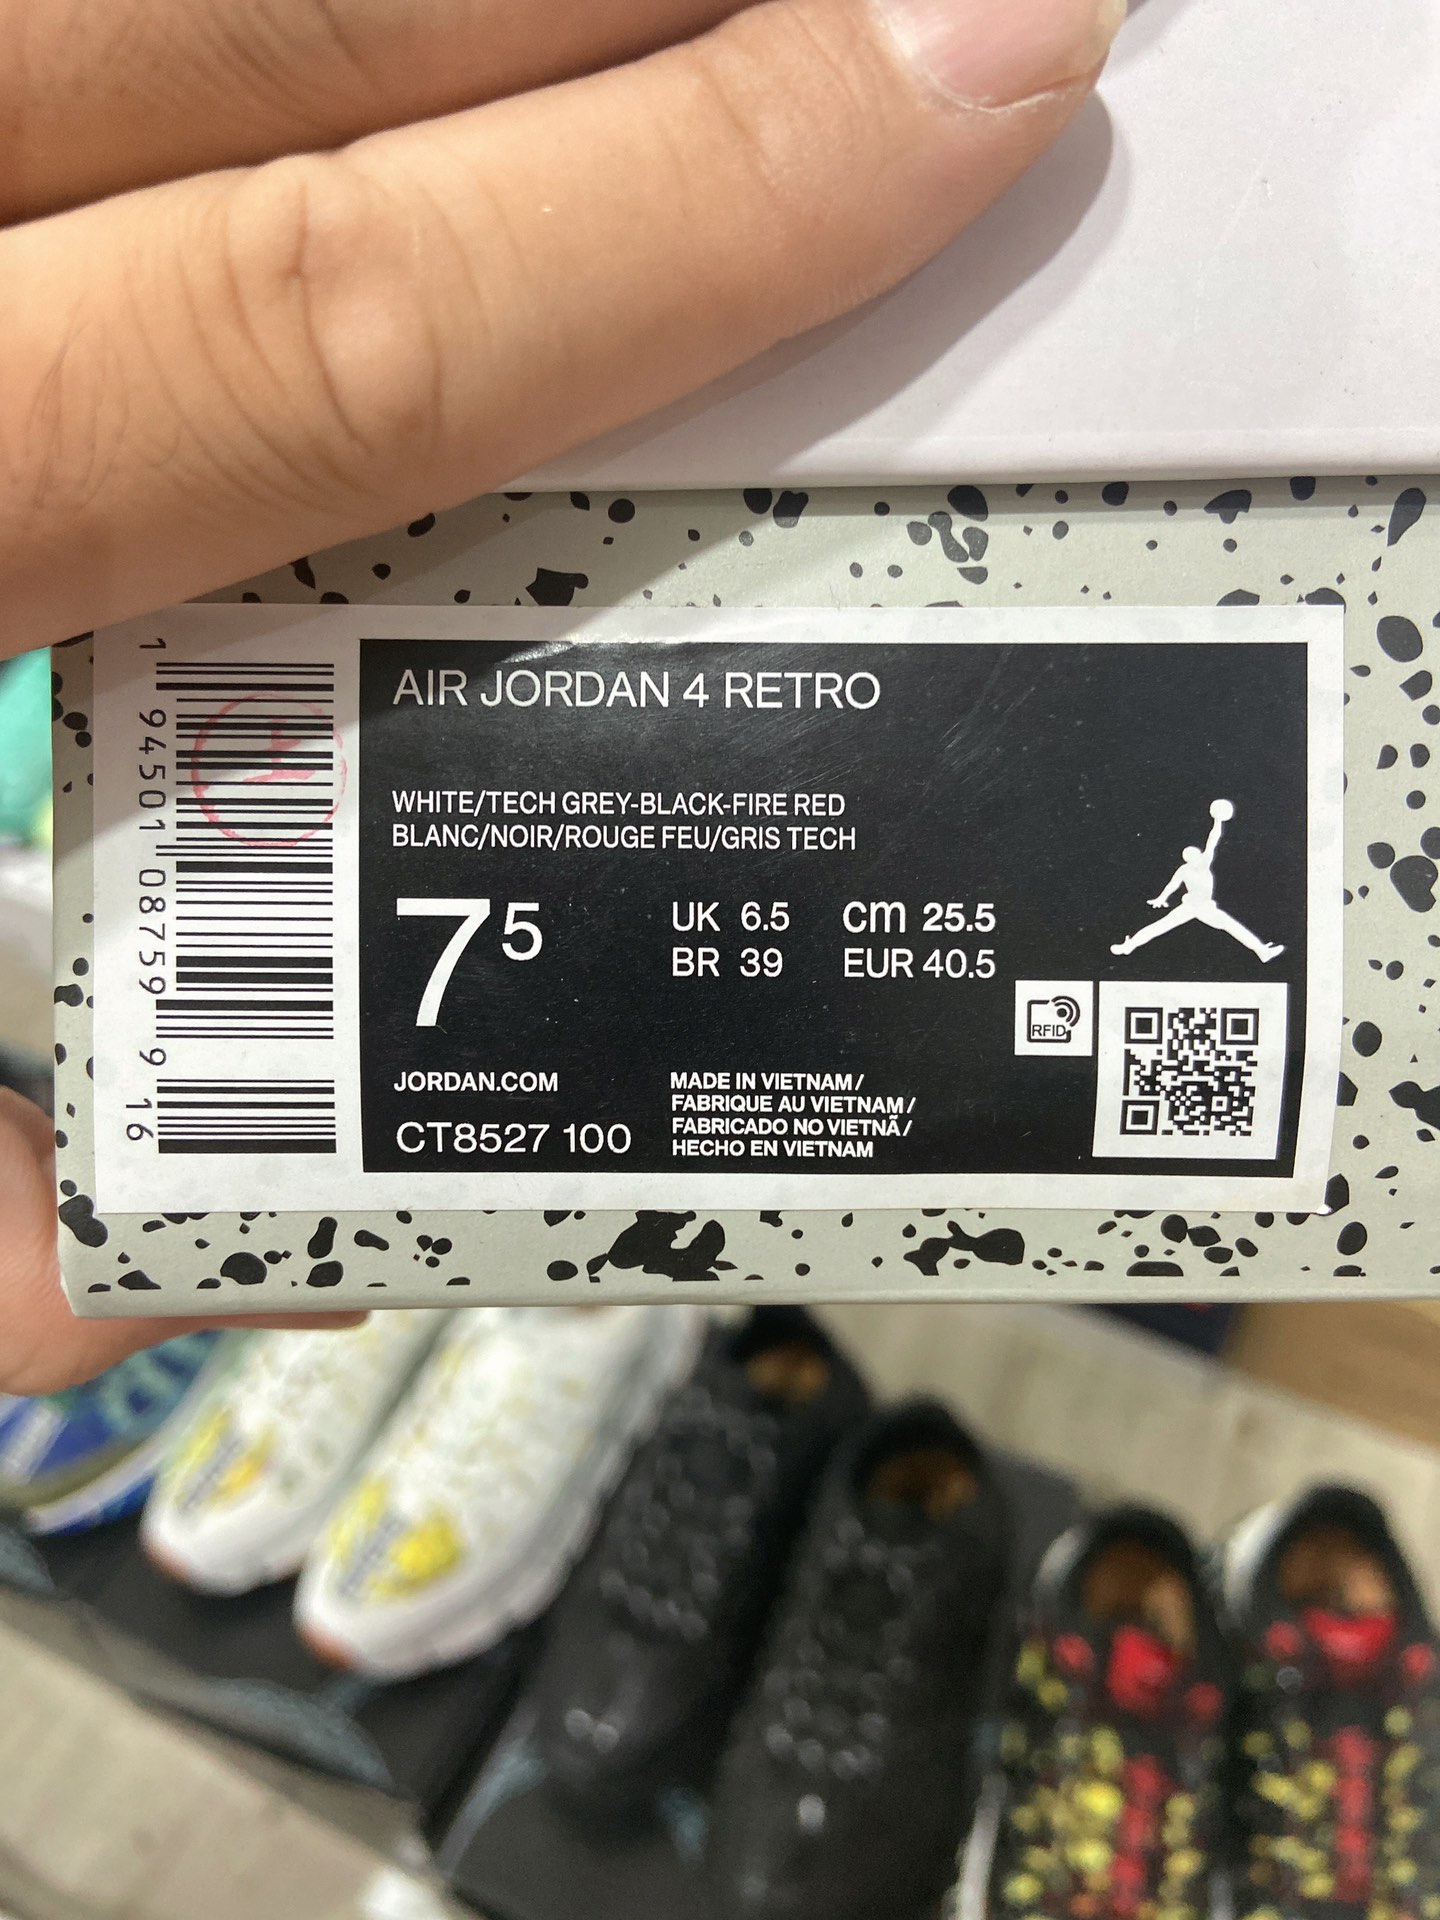 AIR JORDAN 4 RETRO
WHITE/TECH GREY-BLACK-FIRE RED
BLANC/NOIR/ROUGE FEU/GRIS TECH
7 5
UK 6.5 cm 25.5
BR 39 EUR 40.5
RFID
JORDAN.COM
CT8527 100
MADE IN VIETNAM/
FABRIQUE AU VIETNAM/
FABRICADO NO VIETNÃ/
HECHO EN VIETNAM
1 94501 08759 9 16